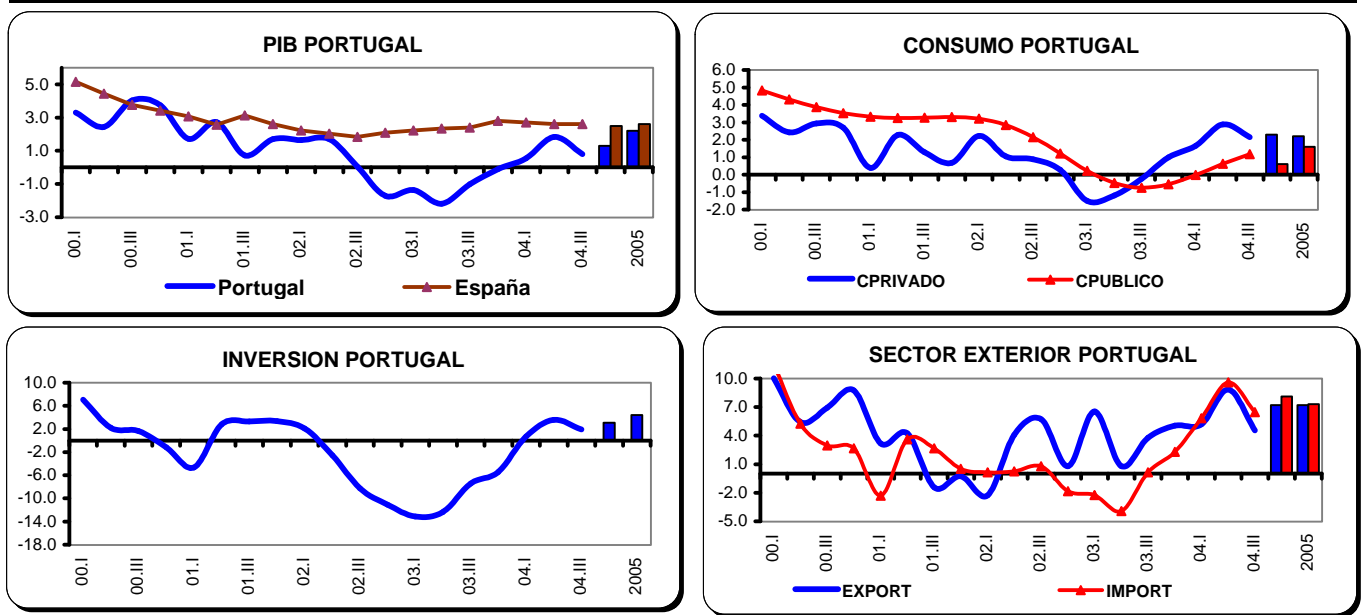 PIB PORTUGAL
5.0
3.0
1.0
-1.0
-3.0
00.I
00.III
01.I
01.III
02.I
02.III
03.I
03.III
04.I
04.III
2005
Portugal
España
CONSUMO PORTUGAL
6.0
5.0
4.0
3.0
2.0
1.0
0.0
-1.0
-2.0
00.I
00.III
01.I
01.III
02.I
02.III
03.I
03.III
04.I
04.III
2005
CPRIVADO
CPUBLICO
INVERSION PORTUGAL
10.0
6.0
2.0
-2.0
-6.0
-10.0
-14.0
-18.0
00.I
00.III
01.I
01.III
02.I
02.III
03.I
03.III
04.I
04.III
2005
SECTOR EXTERIOR PORTUGAL
10.0
7.0
4.0
1.0
-2.0
-5.0
00.I
00.III
01.I
01.III
02.I
02.III
03.I
03.III
04.I
04.III
2005
EXPORT
IMPORT